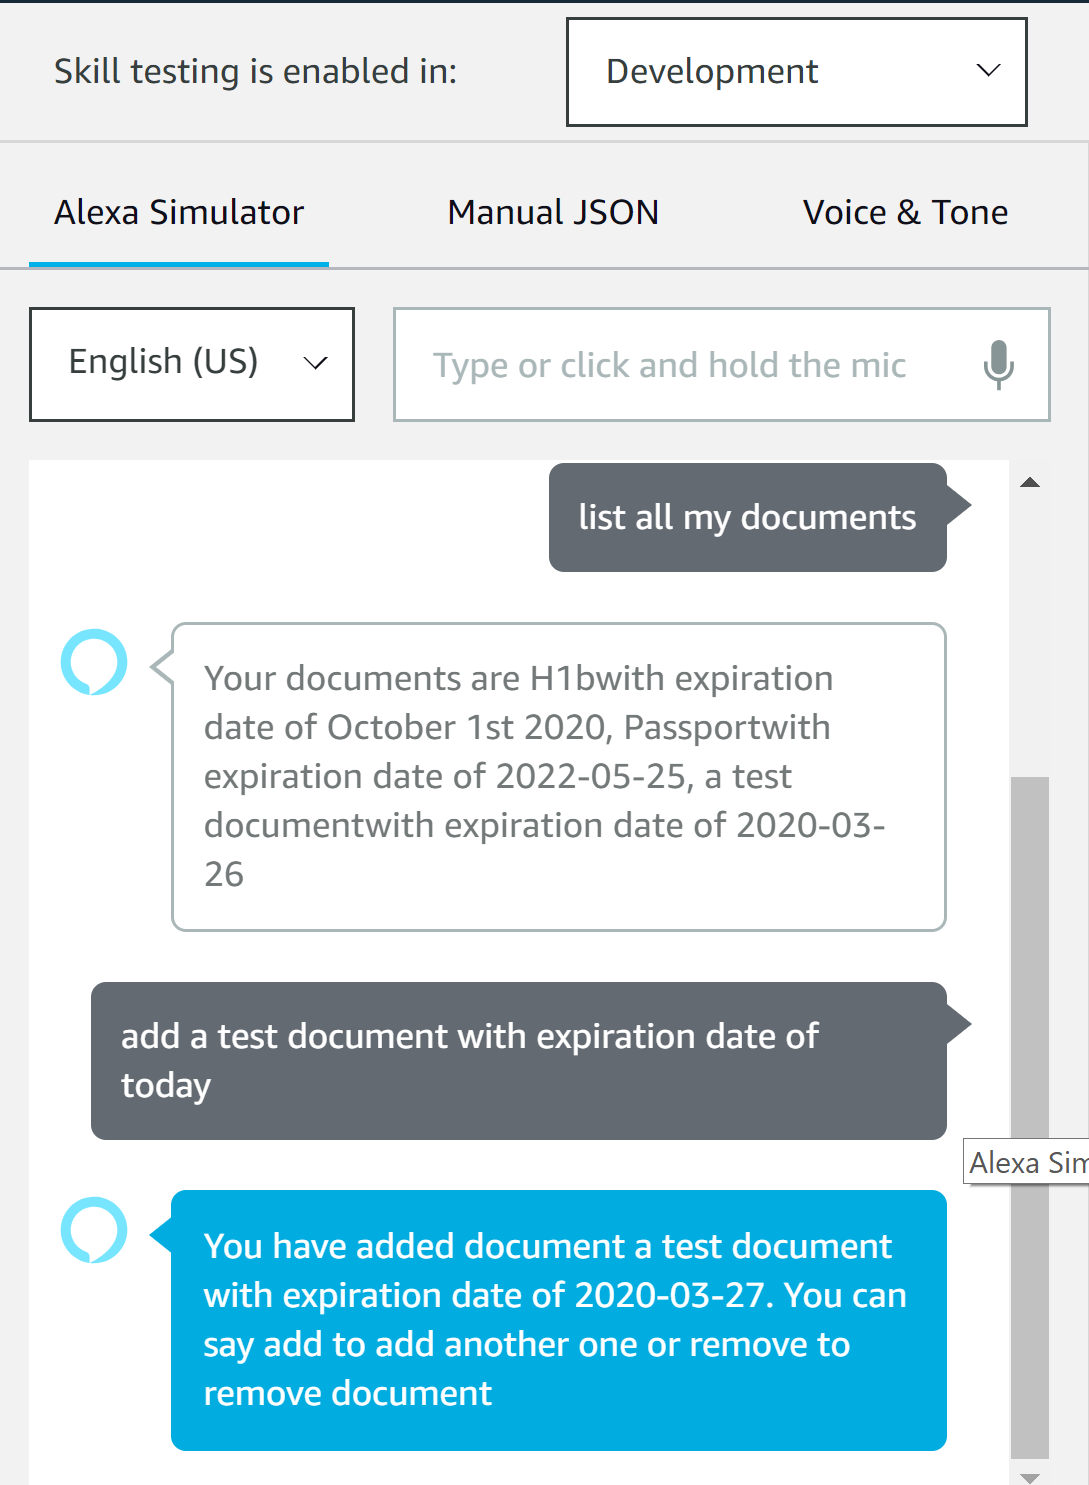 Skill testing is enabled in:
Development
Alexa Simulator
Manual JSON
Voice & Tone
English (US)
Type or click and hold the mic
list all my documents
Your documents are H1bwith expiration
date of October 1st 2020, Passportwith
expiration date of 2022-05-25, a test
documentwith expiration date of 2020-03-
26
add a test document with expiration date of
today
Alexa Sim
You have added document a test document
with expiration date of 2020-03-27. You can
say add to add another one or remove to
remove document